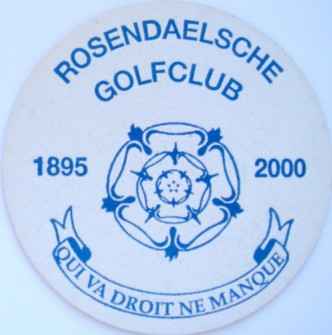 ROSENDAELSCHE
GOLFCLUB
1895 2000
QUI VA DROIT NE MANQUE